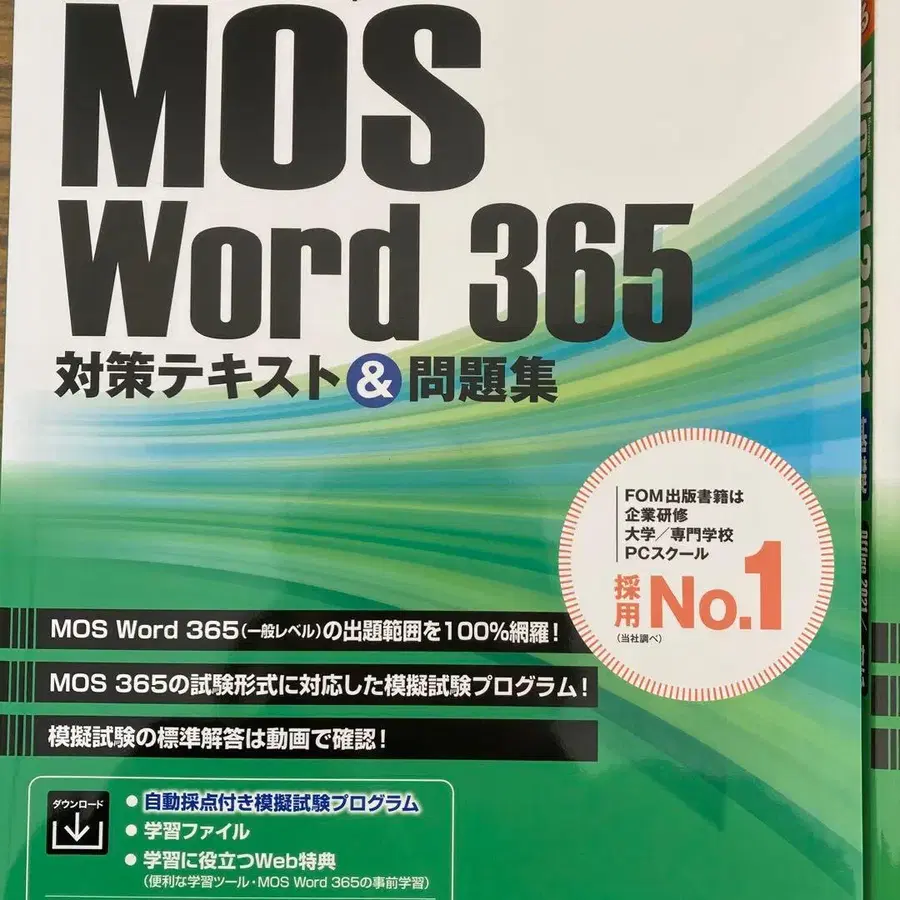 MOS
Word 365
対策テキスト&問題集
FOM出版書籍は
企業研修
大学/専門学校
PCスクール
採用 No.1
(当社調べ)
MOS Word 365(一般レベル)の出題範囲を100%網羅!
MOS 365の試験形式に対応した模擬試験プログラム!
模擬試験の標準解答は動画で確認!
ダウンロード
● 自動採点付き模擬試験プログラム
● 学習ファイル
● 学習に役立つWeb特典
(便利な学習ツール・MOS Word 365の事前学習)
Word 2021
Office 2021